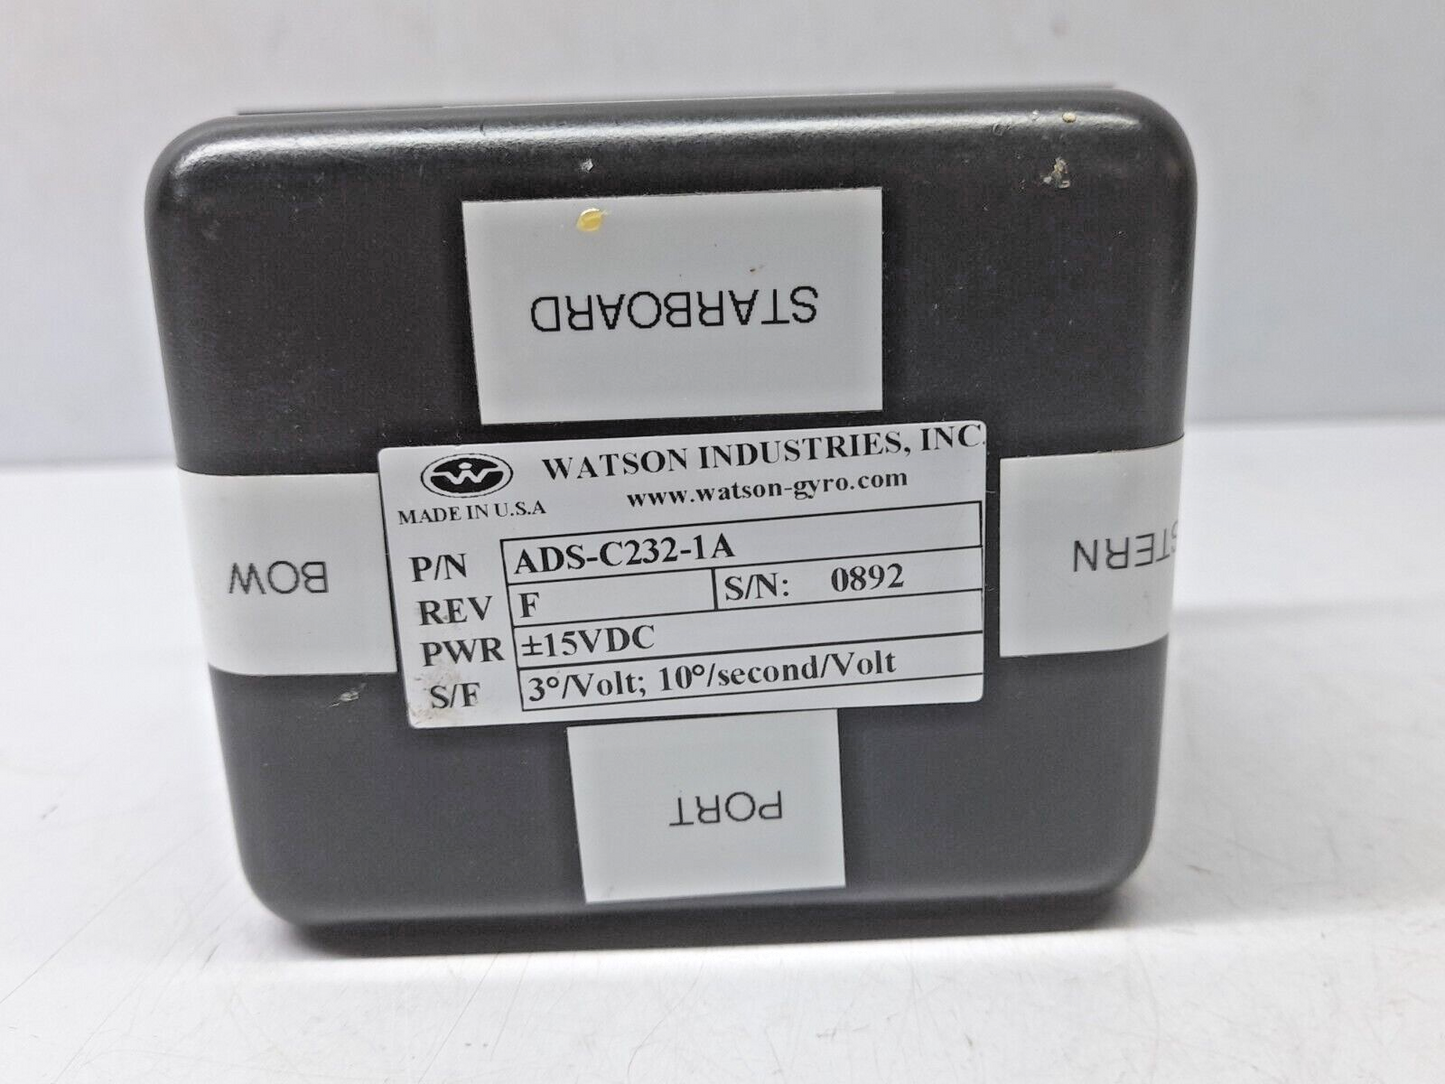 STARBOARD
W
WATSON INDUSTRIES, INC.
www.watson-gyro.com
MADE IN U.S.A
P/N ADS-C232-1A
REV F S/N: 0892
PWR ±15VDC
S/F 3°/Volt; 10°/second/Volt
BOW
STERN
PORT